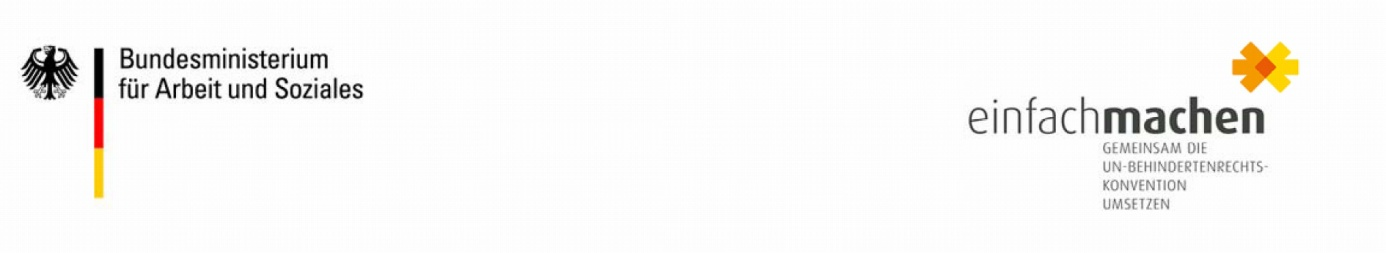 Bundesministerium
für Arbeit und Soziales
einfachmachen
GEMEINSAM DIE
UN-BEHINDERTENRECHTS-
KONVENTION
UMSETZEN